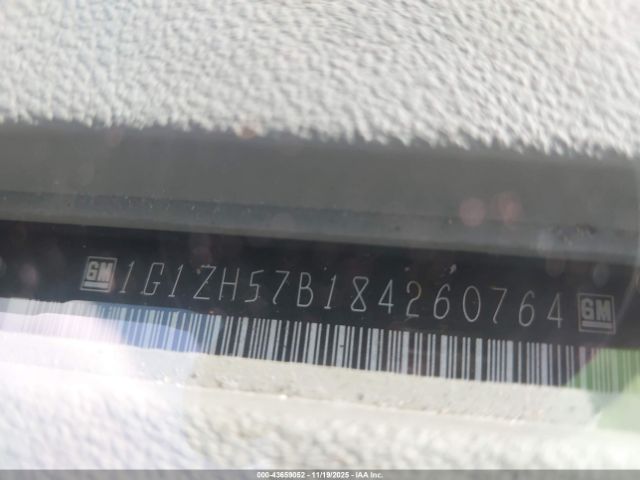 GM 1G1ZH57B184260764 GM
000-43659052 - 11/19/2025 - IAA Inc.